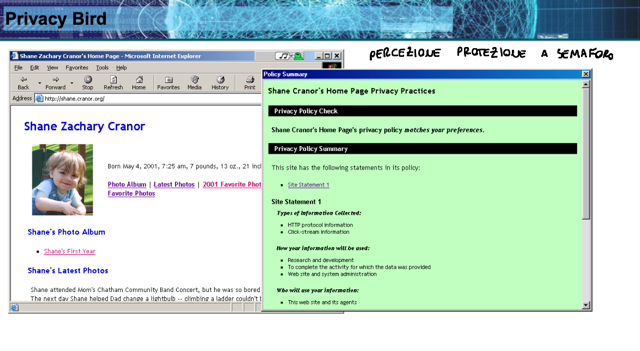 Privacy Bird
PERCEZIONE PROTEZIONE A SEMAFORO
Shane Zachary Cranor's Home Page - Microsoft Internet Explorer
File Edit View Favorites Tools Help
Back Forward Stop Refresh Home Favorites Media History Print
Address http://shane.cranor.org/
Shane Zachary Cranor
Born May 4, 2001, 7:25 am, 7 pounds, 13 oz., 21 inch
Photo Album | Latest Photos | 2001 Favorite Phot
Favorite Photos
Shane's Photo Album
Shane's First Year
Shane's Latest Photos
Shane attended Mom's Chatham Community Band Concert, but he was so bored
The next day Shane helped Dad change a lightbulb -- climbing a ladder couldn't
Policy Summary
Shane Cranor's Home Page Privacy Practices
Privacy Policy Check
Shane Cranor's Home Page's privacy policy matches your preferences.
Privacy Policy Summary
This site has the following statements in its policy:
Site Statement 1
Site Statement 1
Types of Information Collected:
HTTP protocol information
Click-stream information
How your information will be used:
Research and development
To complete the activity for which the data was provided
Web site and system administration
Who will use your information:
This web site and its agents